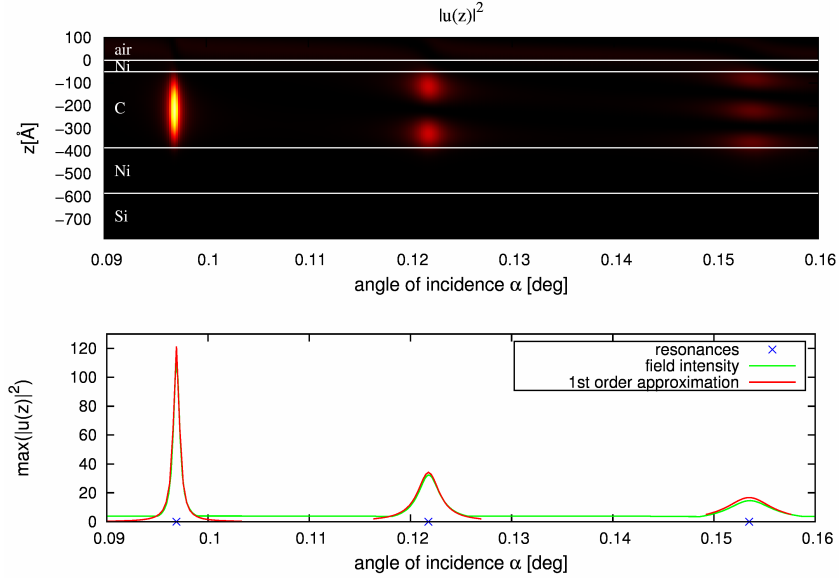 |u(z)|²
100
0
−100
−200
−300
−400
−500
−600
−700
z[Å]
air
Ni
C
Ni
Si
0.09 0.1 0.11 0.12 0.13 0.14 0.15 0.16
angle of incidence α [deg]
120
100
80
60
40
20
0
max(|u(z)|²)
resonances
field intensity
1st order approximation
0.09 0.1 0.11 0.12 0.13 0.14 0.15 0.16
angle of incidence α [deg]